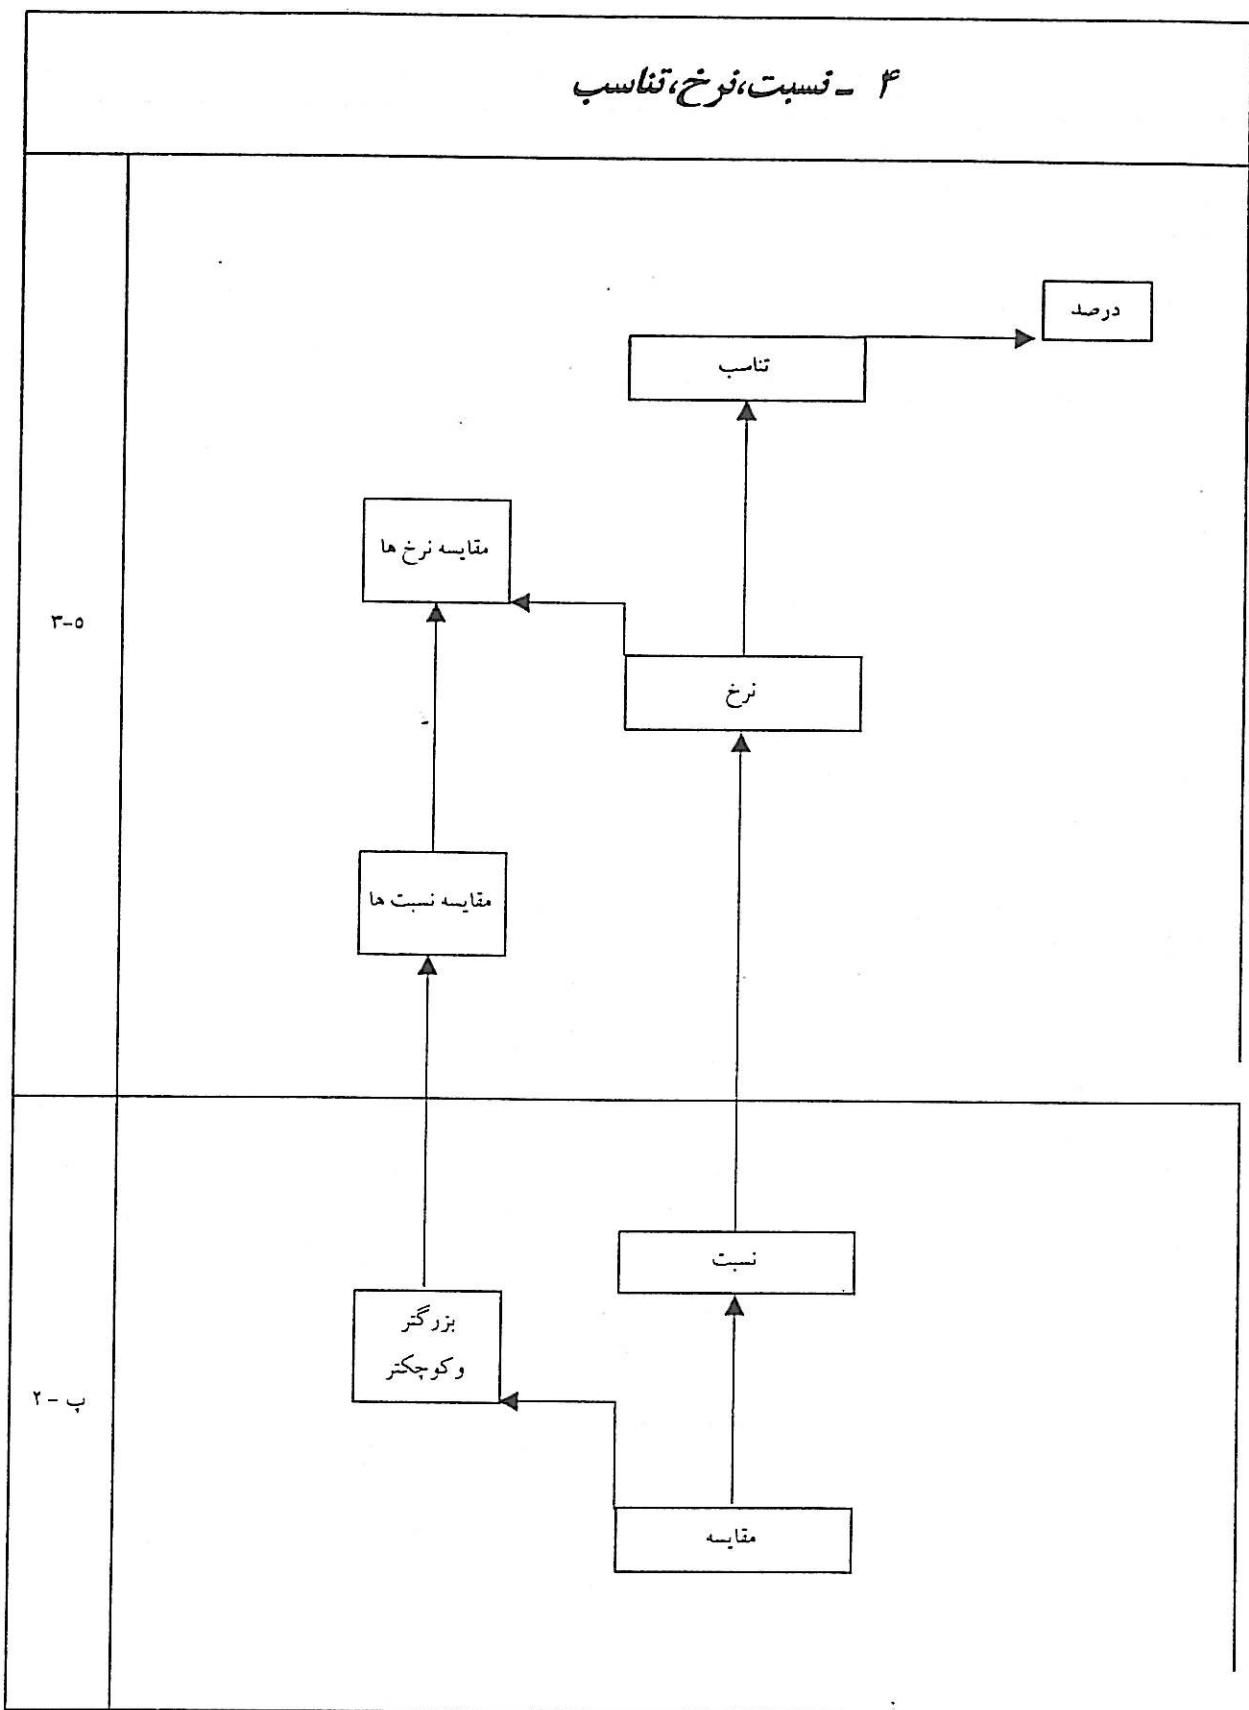 ۴ - نسبت،نرخ،تناسب
درصد
تناسب
مقایسه نرخ ها
۳-۵
نرخ
مقایسه نسبت ها
نسبت
بزرگتر
و کوچکتر
پ - ۲
مقایسه